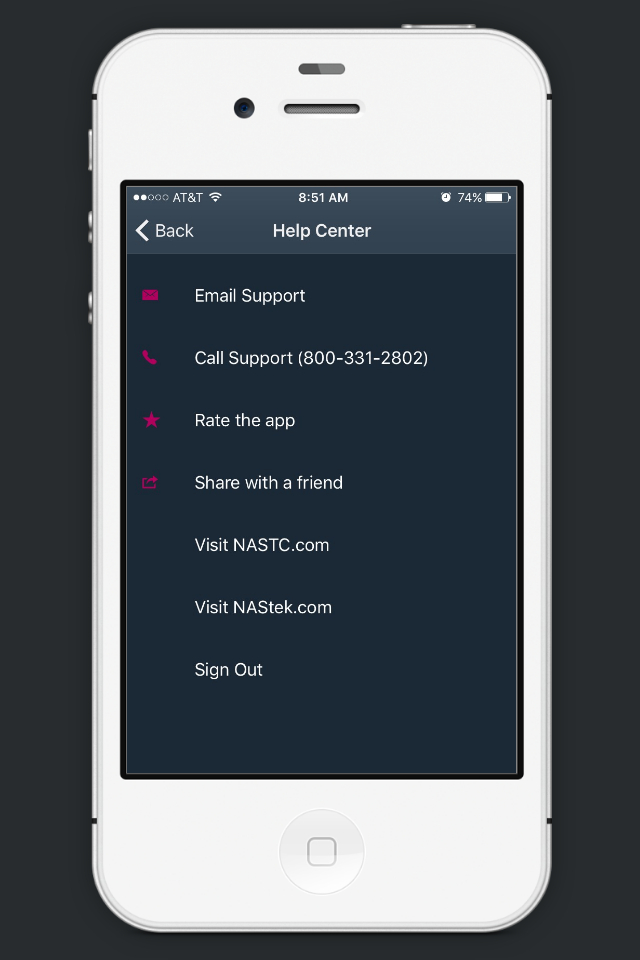 AT&T 8:51 AM 74%
Back Help Center
Email Support
Call Support (800-331-2802)
Rate the app
Share with a friend
Visit NASTC.com
Visit NAStek.com
Sign Out